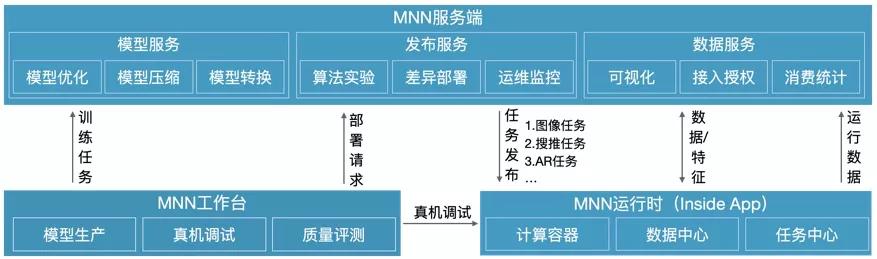 MNN服务端
模型服务
发布服务
数据服务
模型优化
模型压缩
模型转换
算法实验
差异部署
运维监控
可视化
接入授权
消费统计
训练任务
部署请求
任务发布
1.图像任务
2.搜推任务
3.AR任务
...
数据/特征
运行数据
MNN工作台
模型生产
真机调试
质量评测
真机调试
MNN运行时（Inside App）
计算容器
数据中心
任务中心